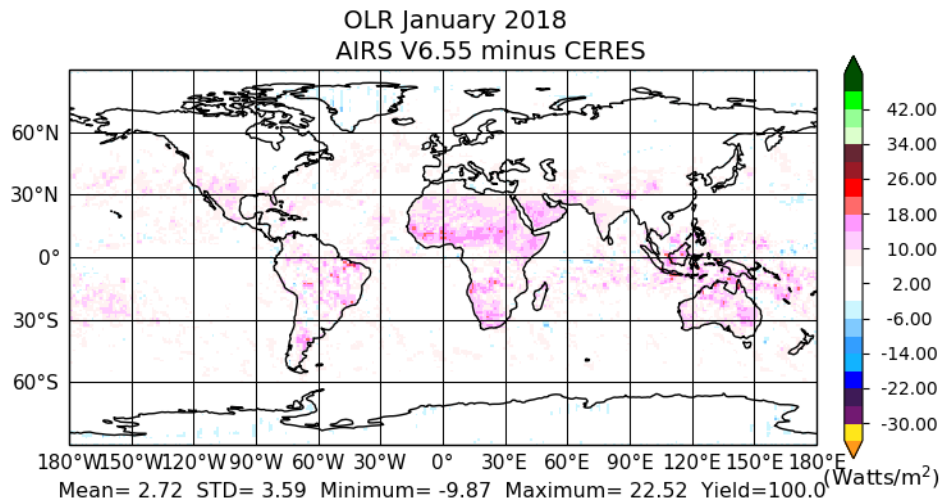 OLR January 2018
AIRS V6.55 minus CERES
60°N
30°N
0°
30°S
60°S
42.00
34.00
26.00
18.00
10.00
2.00
-6.00
-14.00
-22.00
-30.00
180°W150°W120°W90°W 60°W 30°W 0° 30°E 60°E 90°E 120°E150°E180°E
(Watts/m²)
Mean= 2.72 STD= 3.59 Minimum= -9.87 Maximum= 22.52 Yield=100.0